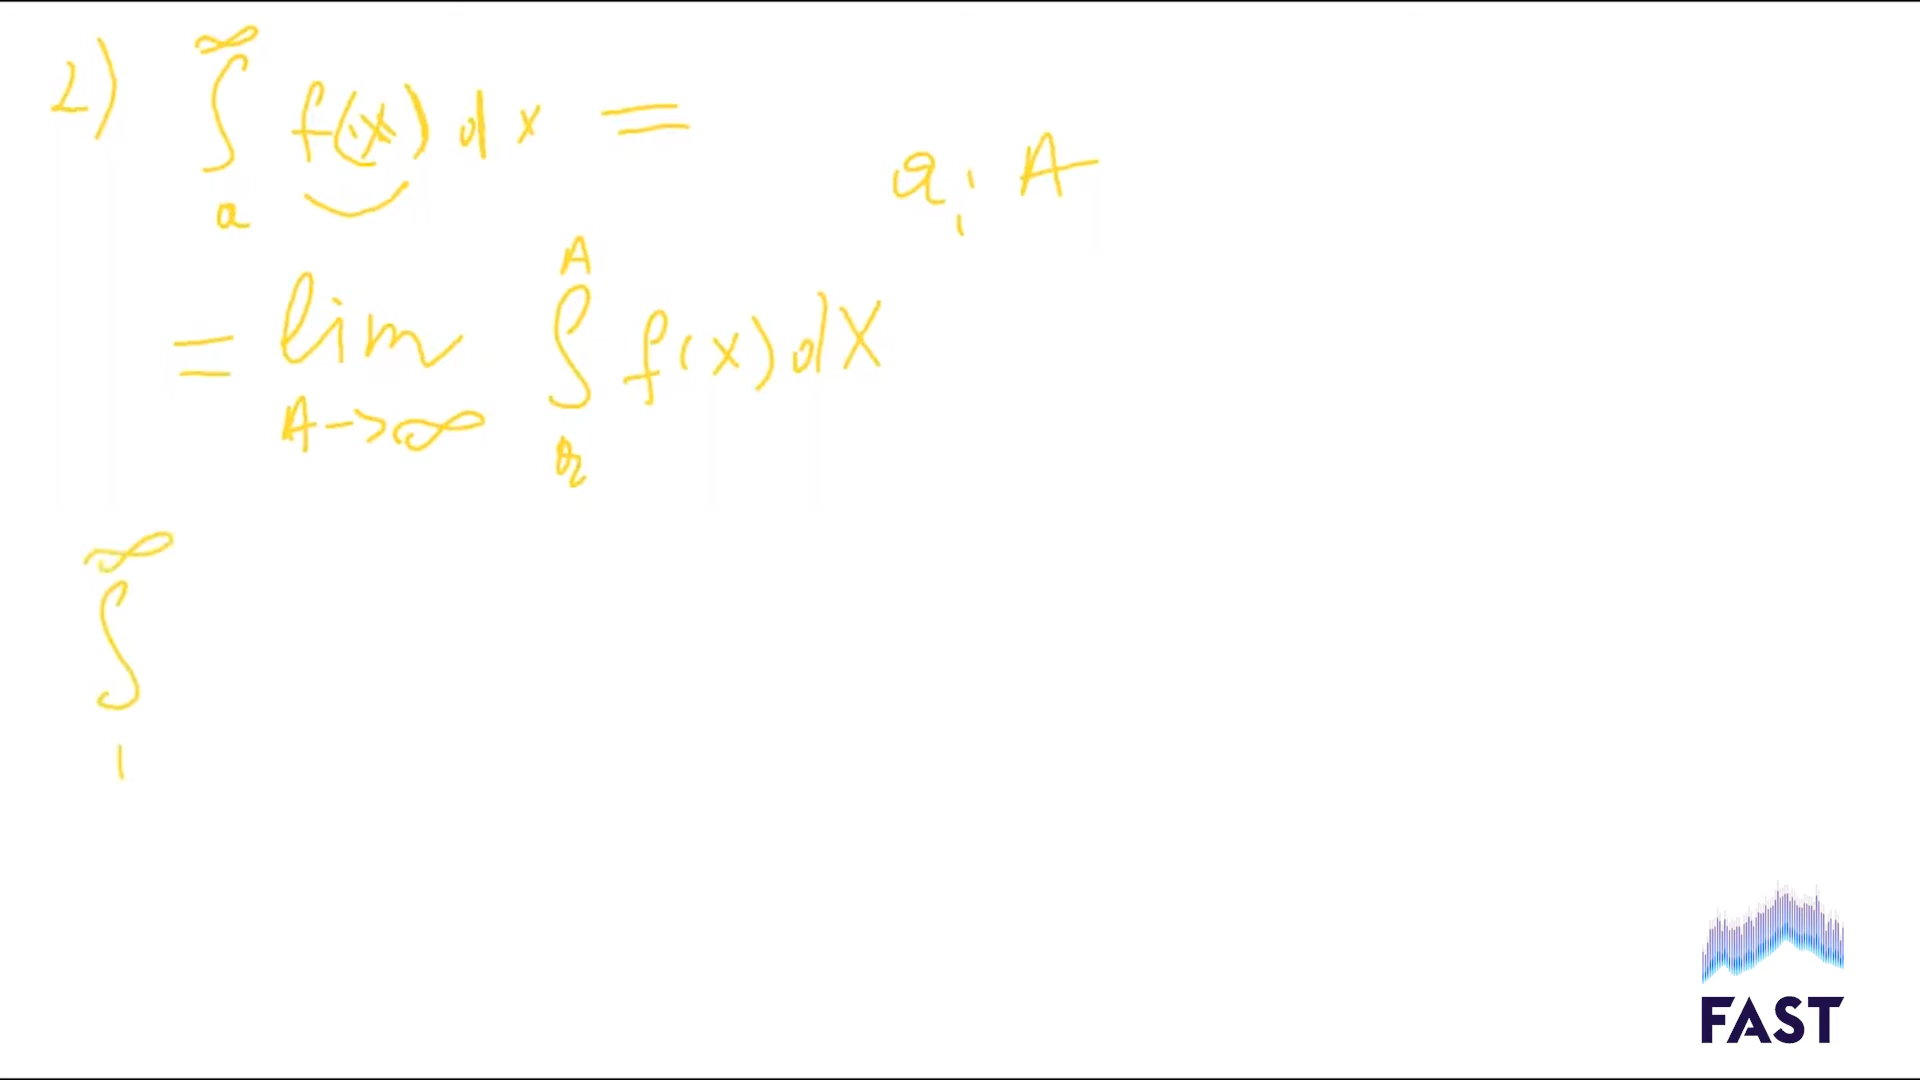 2) ∫_a^∞ f(x) dx =
a; A
= lim_{A→∞} ∫_a^A f(x) dx
∫_1^∞
FAST